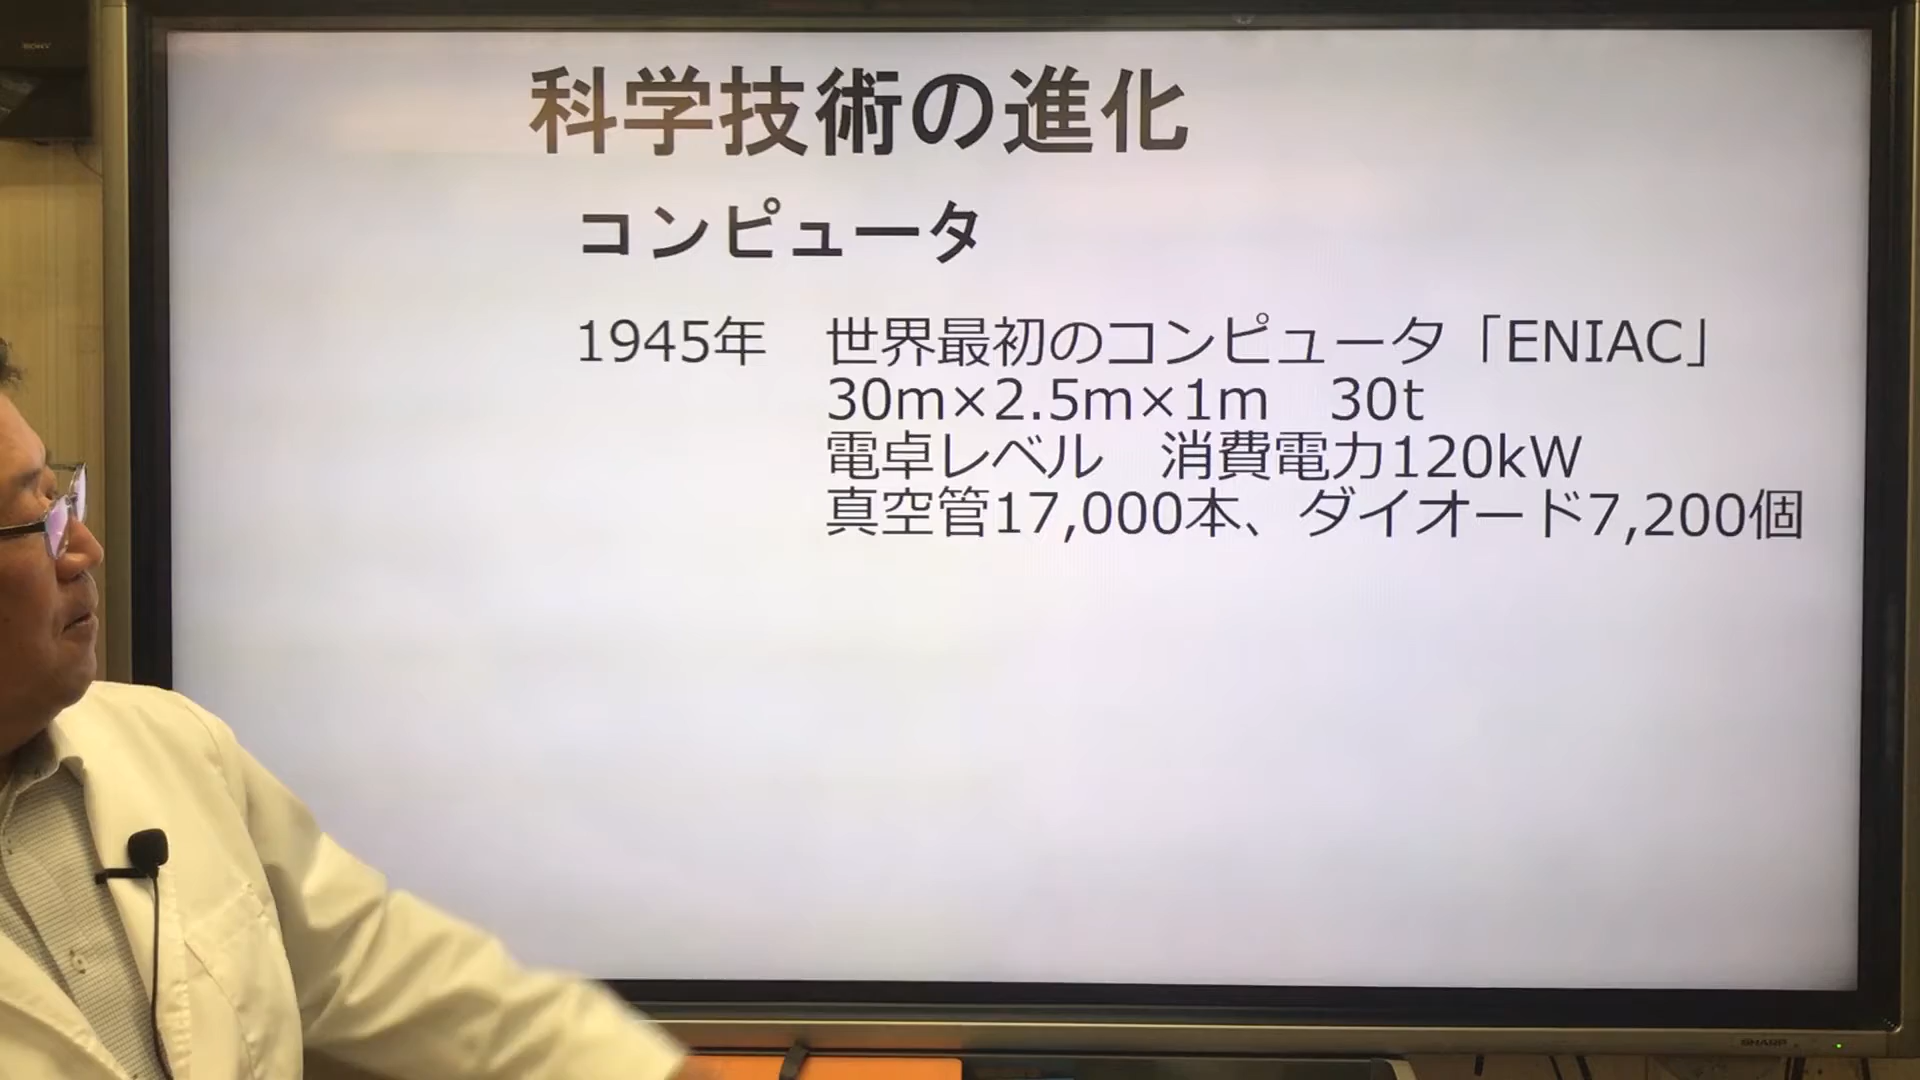 SONY
科学技術の進化
コンピュータ
1945年　世界最初のコンピュータ「ENIAC」
30m×2.5m×1m　30t
電卓レベル　消費電力120kW
真空管17,000本、ダイオード7,200個
SHARP